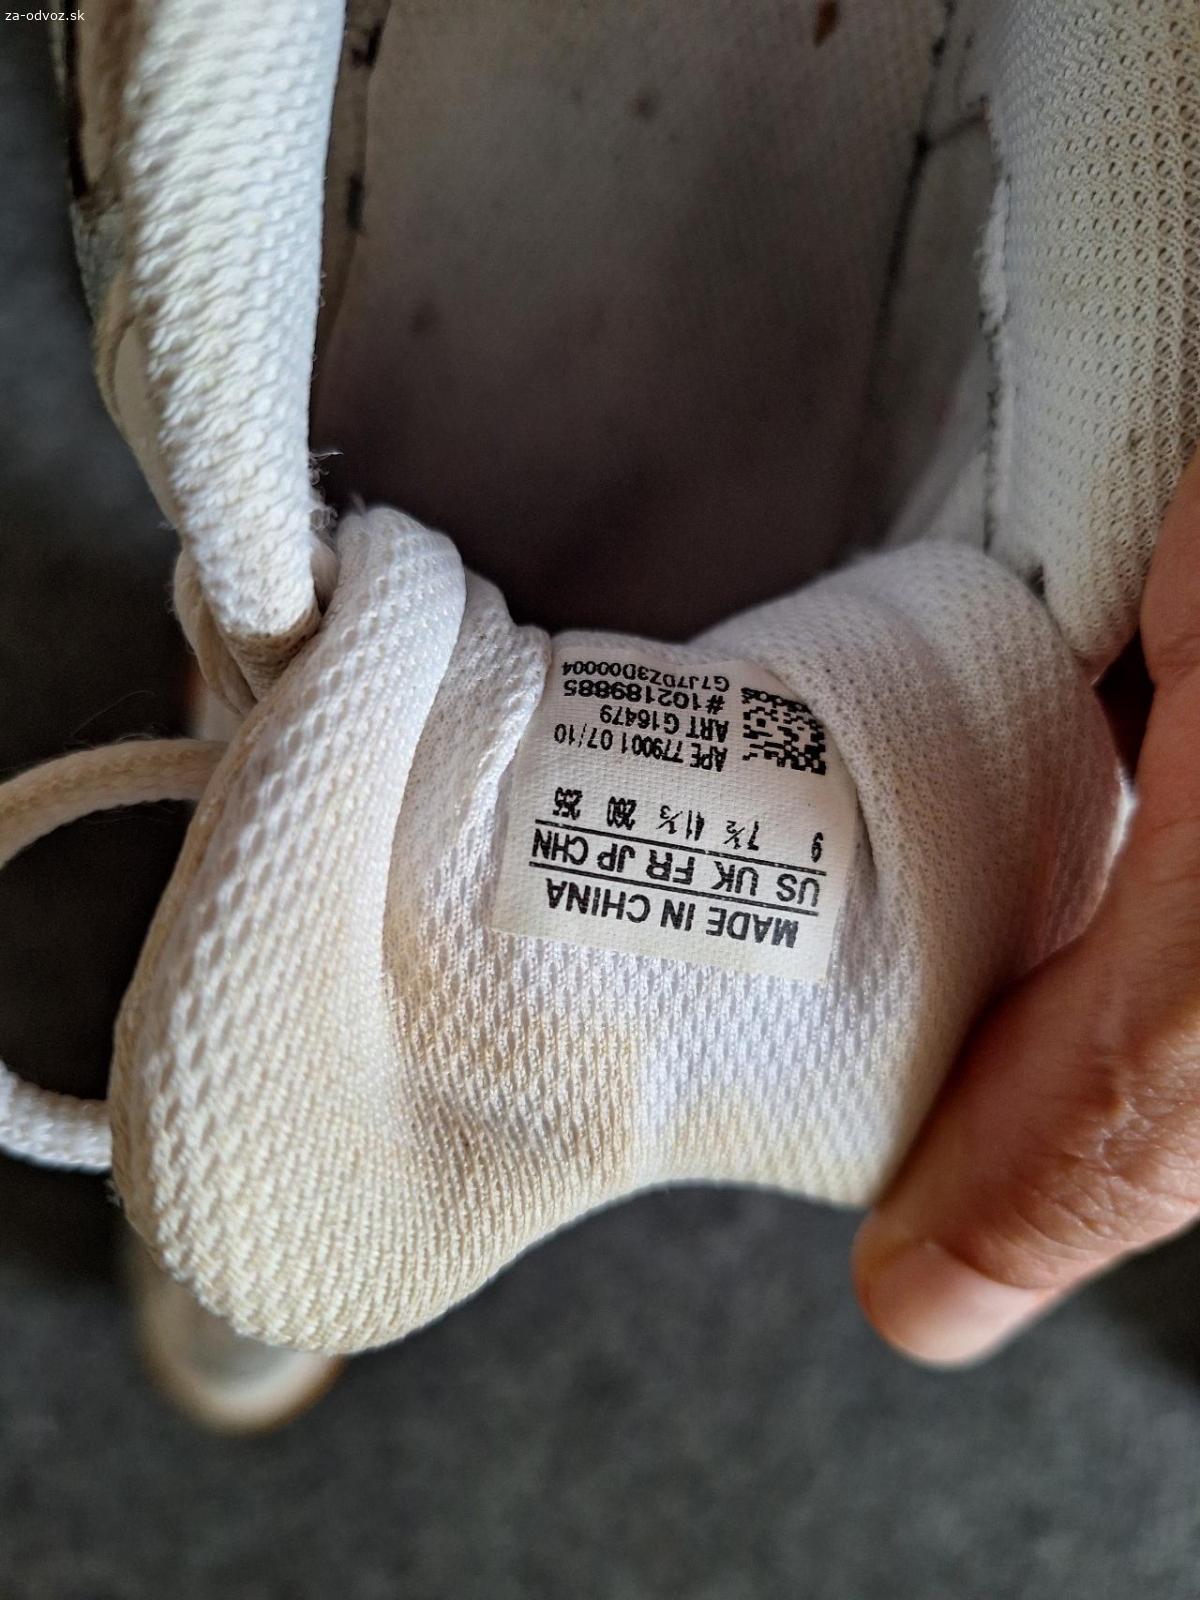 za-odvoz.sk
MADE IN CHINA
US UK FR JP CHN
9 7½ 41⅓ 260 255
APE 779001 07/10
ART G16479
#102189885
G7J7DZ3D00004
adidas